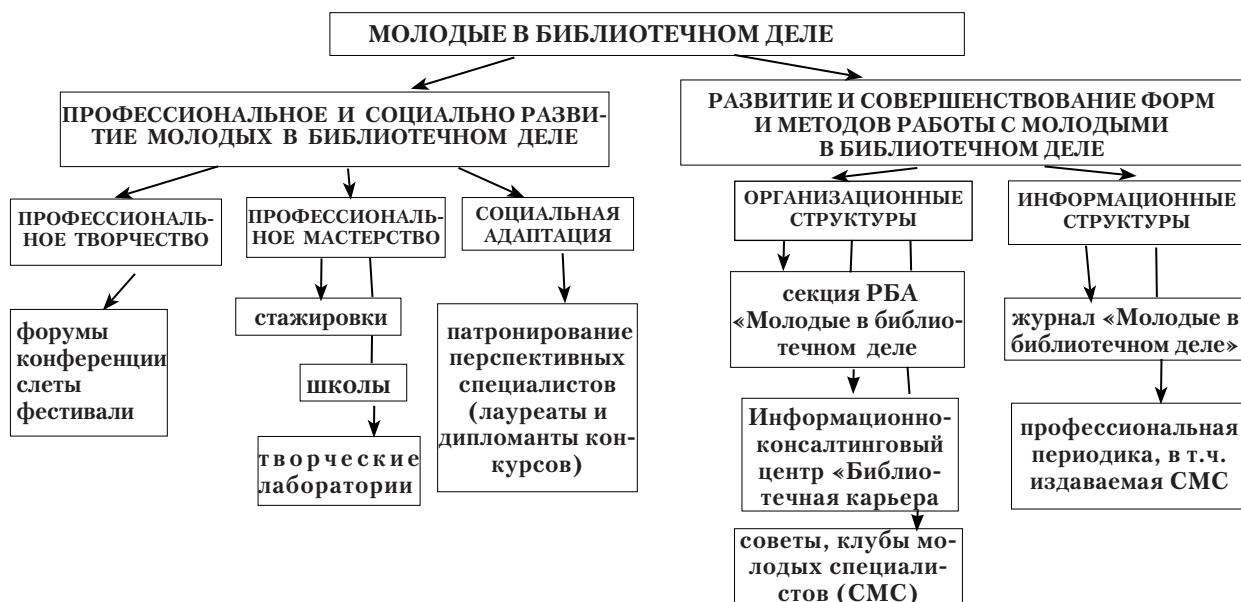 МОЛОДЫЕ В БИБЛИОТЕЧНОМ ДЕЛЕ
ПРОФЕССИОНАЛЬНОЕ И СОЦИАЛЬНО РАЗВИ-
ТИЕ МОЛОДЫХ В БИБЛИОТЕЧНОМ ДЕЛЕ
РАЗВИТИЕ И СОВЕРШЕНСТВОВАНИЕ ФОРМ
И МЕТОДОВ РАБОТЫ С МОЛОДЫМИ
В БИБЛИОТЕЧНОМ ДЕЛЕ
ПРОФЕССИОНАЛЬ-
НОЕ ТВОРЧЕСТВО
ПРОФЕССИОНАЛЬ-
НОЕ МАСТЕРСТВО
СОЦИАЛЬНАЯ
АДАПТАЦИЯ
ОРГАНИЗАЦИОННЫЕ
СТРУКТУРЫ
ИНФОРМАЦИОННЫЕ
СТРУКТУРЫ
форумы
конференции
слеты
фестивали
стажировки
школы
творческие
лаборатории
патронирование
перспективных
специалистов
(лауреаты и
дипломанты кон-
курсов)
секция РБА
«Молодые в библио-
течном деле
Информационно-
консалтинговый
центр «Библио-
течная карьера
советы, клубы мо-
лодых специали-
стов (СМС)
журнал «Молодые в
библиотечном деле»
профессиональная
периодика, в т.ч.
издаваемая СМС